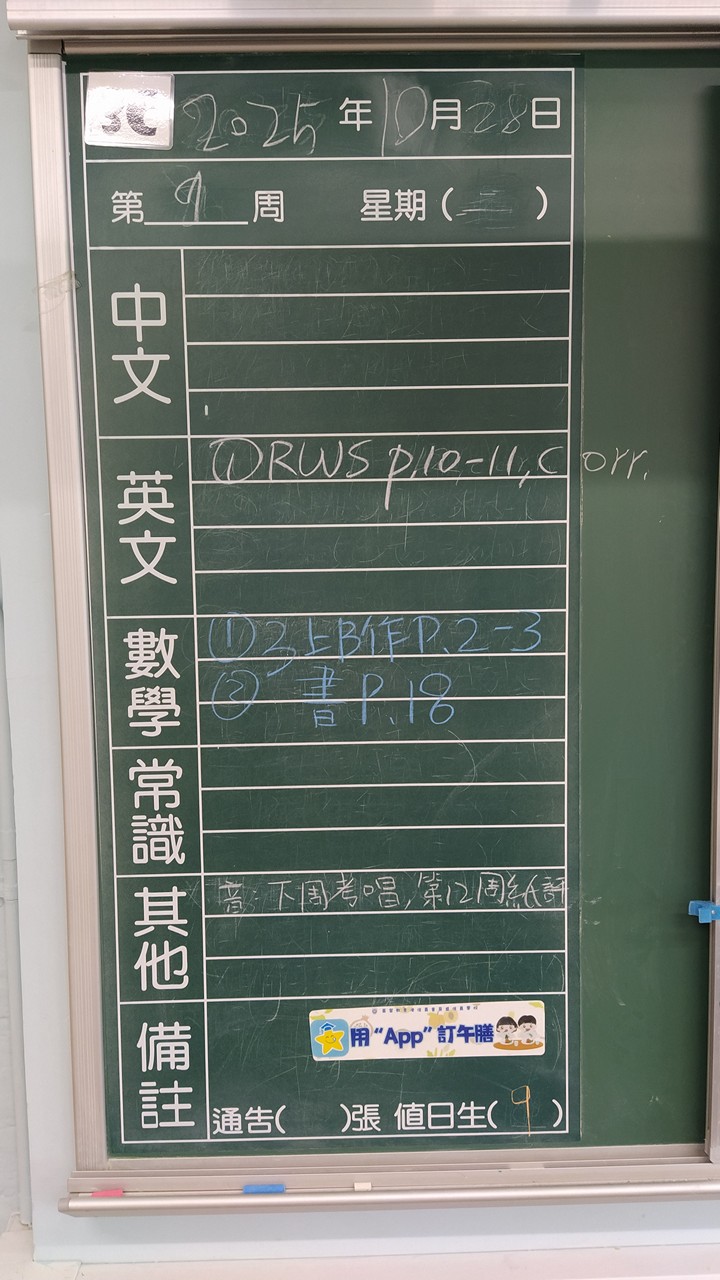 3C 2025年10月28日
第9周 星期(二)
中文
英文
①RWS p.10-11, Corr.
數學
①3上B作P.2-3
② 書P.18
常識
其他
音:下周考唱,第12周紙評
備註
用“App”訂午膳
通告( )張 值日生(9)